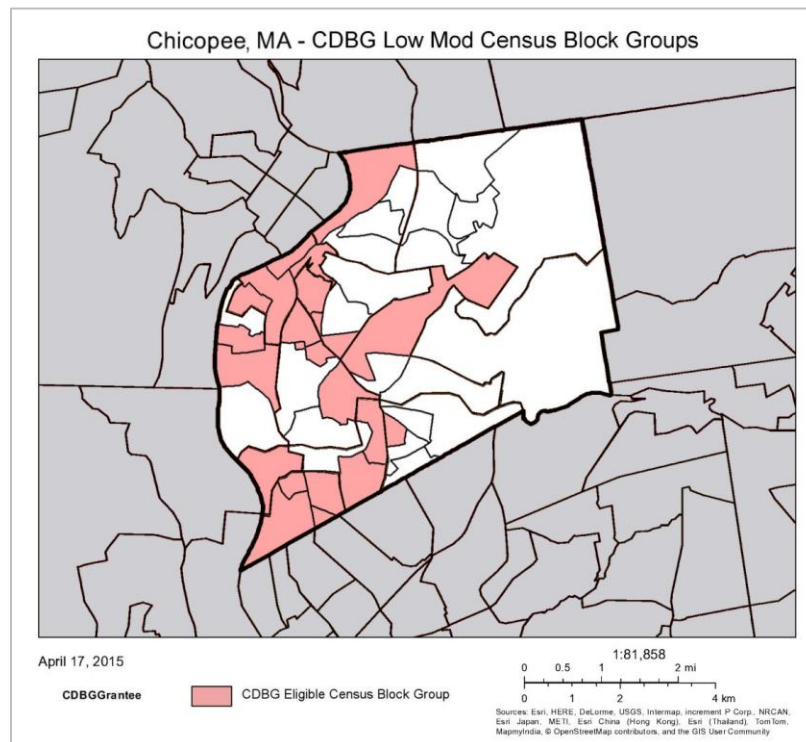 Chicopee, MA - CDBG Low Mod Census Block Groups
April 17, 2015
CDBGGrantee
CDBG Eligible Census Block Group
1:81,858
0 0.5 1 2 mi
0 1 2 4 km
Sources: Esri, HERE, DeLorme, USGS, Intermap, increment P Corp., NRCAN,
Esri Japan, METI, Esri China (Hong Kong), Esri (Thailand), TomTom,
MapmyIndia, © OpenStreetMap contributors, and the GIS User Community